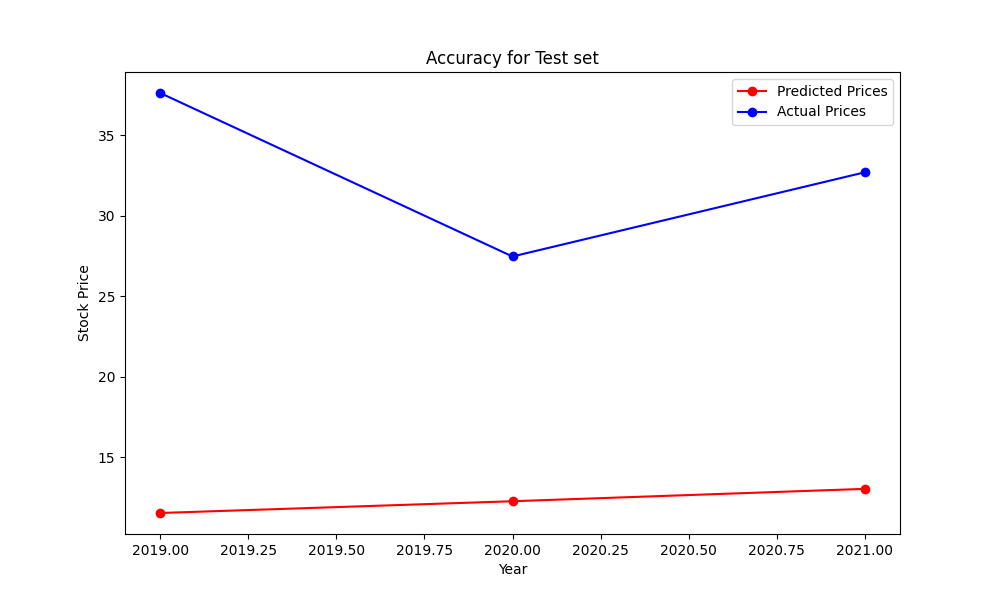 Accuracy for Test set
Predicted Prices
Actual Prices
Stock Price
35
30
25
20
15
2019.00 2019.25 2019.50 2019.75 2020.00 2020.25 2020.50 2020.75 2021.00
Year